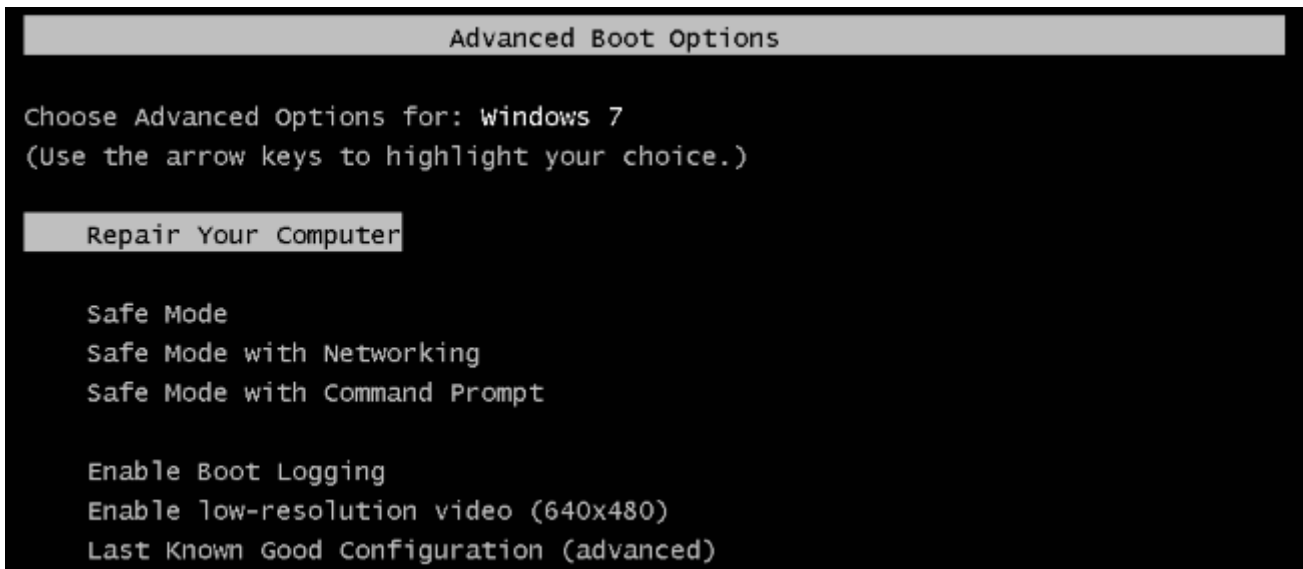 Advanced Boot Options
Choose Advanced Options for: Windows 7
(Use the arrow keys to highlight your choice.)
Repair Your Computer
Safe Mode
Safe Mode with Networking
Safe Mode with Command Prompt
Enable Boot Logging
Enable low-resolution video (640x480)
Last Known Good Configuration (advanced)